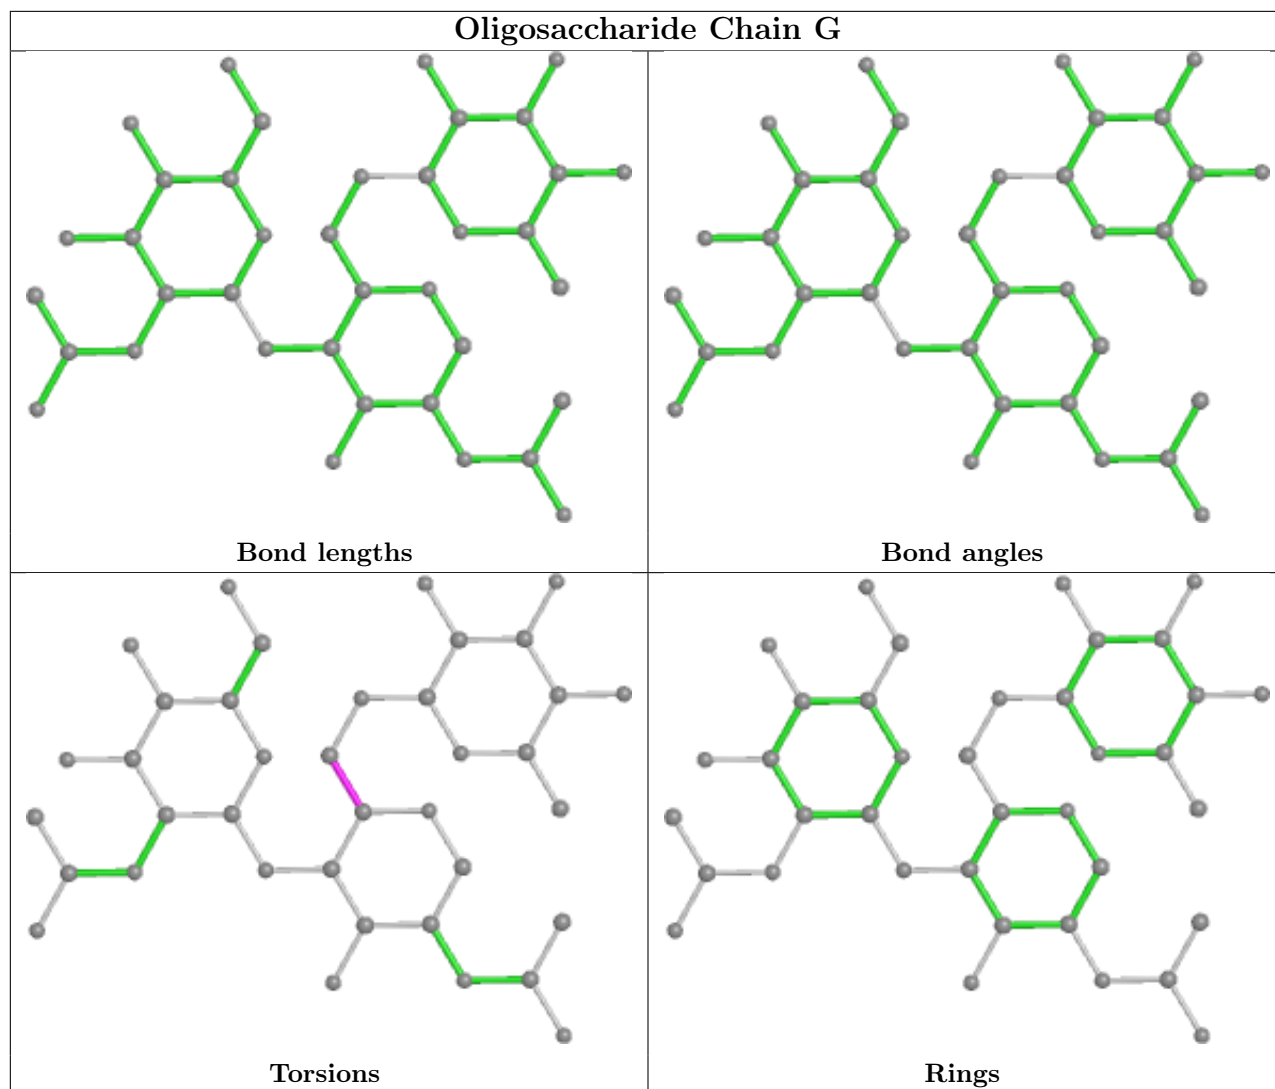 Oligosaccharide Chain G
Bond lengths
Bond angles
Torsions
Rings